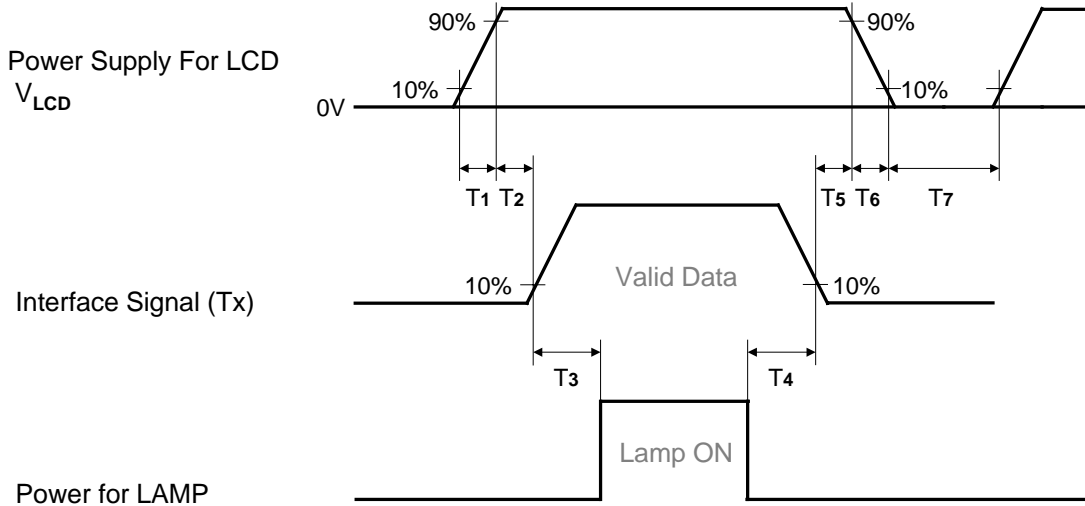 90%
90%
Power Supply For LCD
VLCD
10%
10%
0V
T1
T2
T5
T6
T7
Valid Data
10%
10%
Interface Signal (Tx)
T3
T4
Lamp ON
Power for LAMP